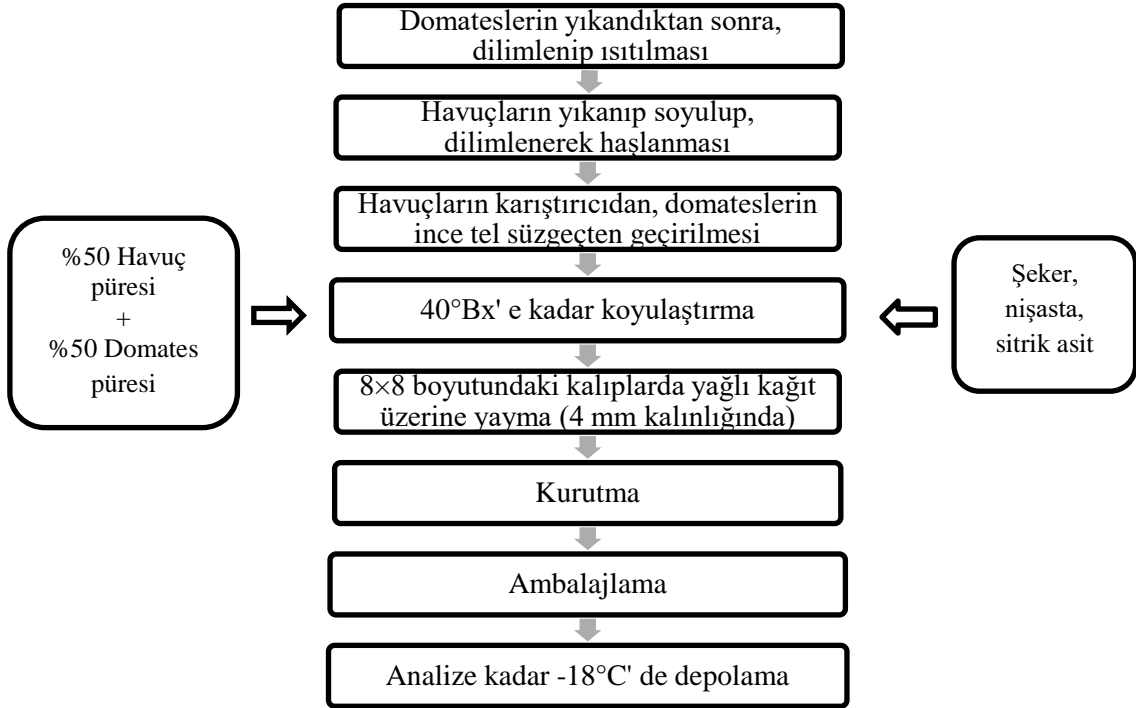 Domateslerin yıkandıktan sonra,
dilimlenip ısıtılması
Havuçların yıkanıp soyulup,
dilimlenerek haşlanması
Havuçların karıştırıcıdan, domateslerin
ince tel süzgeçten geçirilmesi
%50 Havuç
püresi
+
%50 Domates
püresi
40°Bx' e kadar koyulaştırma
Şeker,
nişasta,
sitrik asit
8×8 boyutundaki kalıplarda yağlı kağıt
üzerine yayma (4 mm kalınlığında)
Kurutma
Ambalajlama
Analize kadar -18°C' de depolama